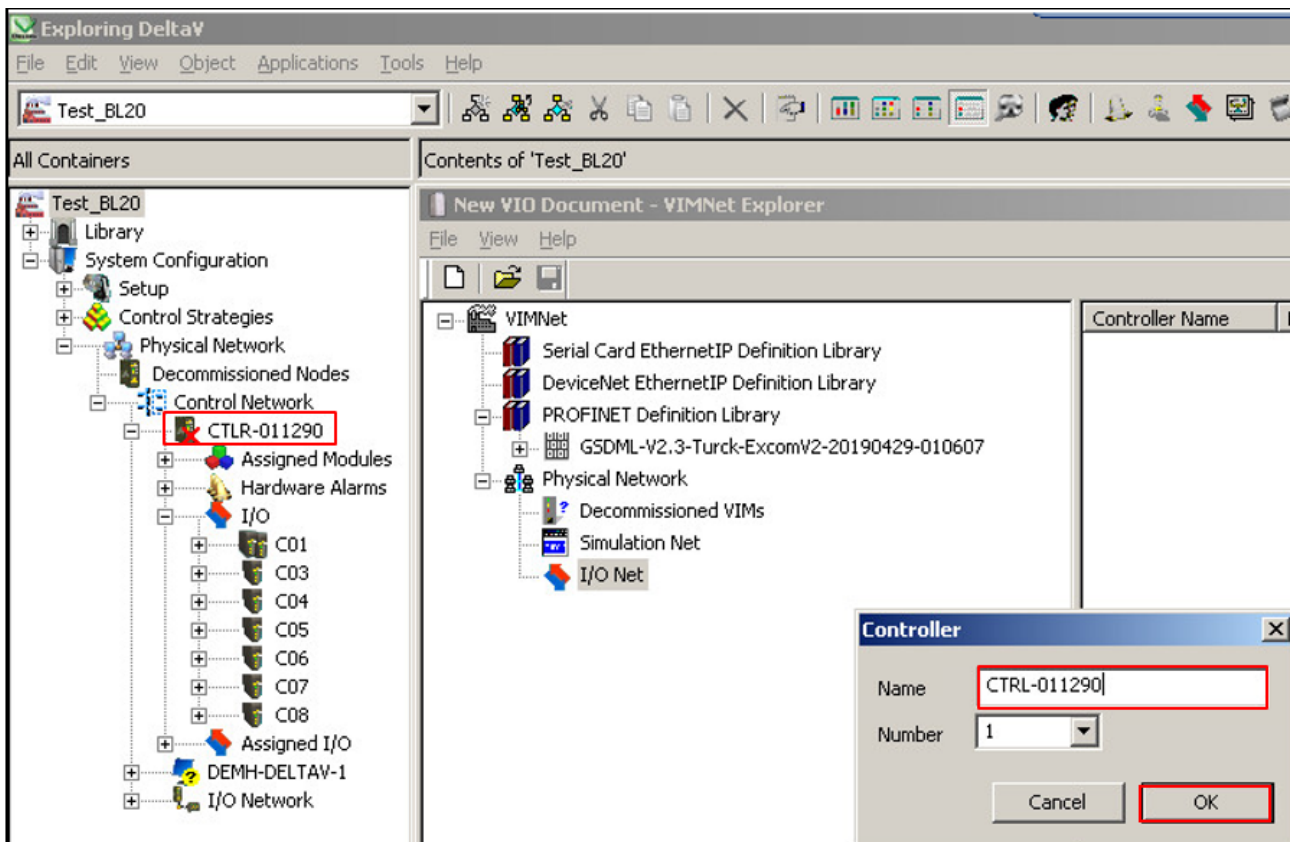 Exploring DeltaV
File Edit View Object Applications Tools Help
Test_BL20
All Containers
Contents of 'Test_BL20'
Test_BL20
Library
System Configuration
Setup
Control Strategies
Physical Network
Decommissioned Nodes
Control Network
CTLR-011290
Assigned Modules
Hardware Alarms
I/O
C01
C03
C04
C05
C06
C07
C08
Assigned I/O
DEMH-DELTAV-1
I/O Network
New VIO Document - VIMNet Explorer
File View Help
VIMNet
Serial Card EthernetIP Definition Library
DeviceNet EthernetIP Definition Library
PROFINET Definition Library
GSDML-V2.3-Turck-ExcomV2-20190429-010607
Physical Network
Decommissioned VIMs
Simulation Net
I/O Net
Controller Name
Controller
Name CTRL-011290
Number 1
Cancel OK